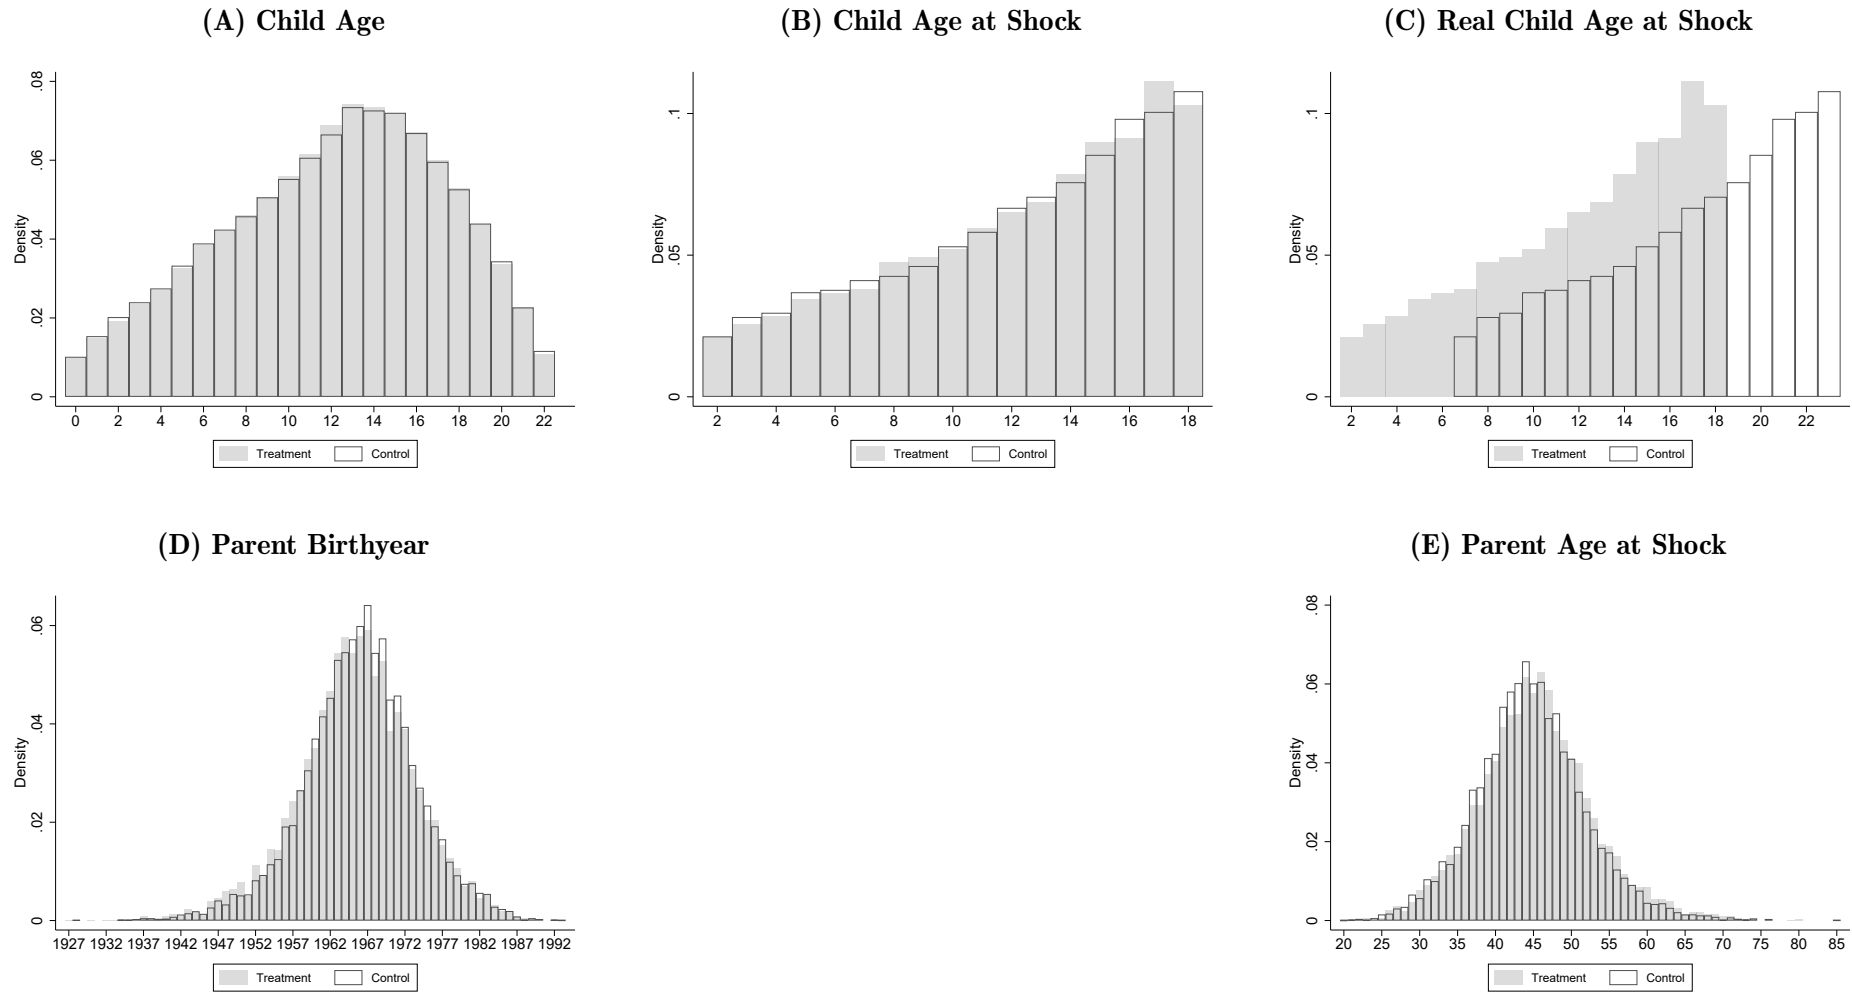 (A) Child Age
Density
0 .02 .04 .06 .08
0 2 4 6 8 10 12 14 16 18 20 22
Treatment Control
(B) Child Age at Shock
Density
0 .05 .1
2 4 6 8 10 12 14 16 18
Treatment Control
(C) Real Child Age at Shock
Density
0 .05 .1
2 4 6 8 10 12 14 16 18 20 22
Treatment Control
(D) Parent Birthyear
Density
0 .02 .04 .06
1927 1932 1937 1942 1947 1952 1957 1962 1967 1972 1977 1982 1987 1992
Treatment Control
(E) Parent Age at Shock
Density
0 .02 .04 .06 .08
20 25 30 35 40 45 50 55 60 65 70 75 80 85
Treatment Control